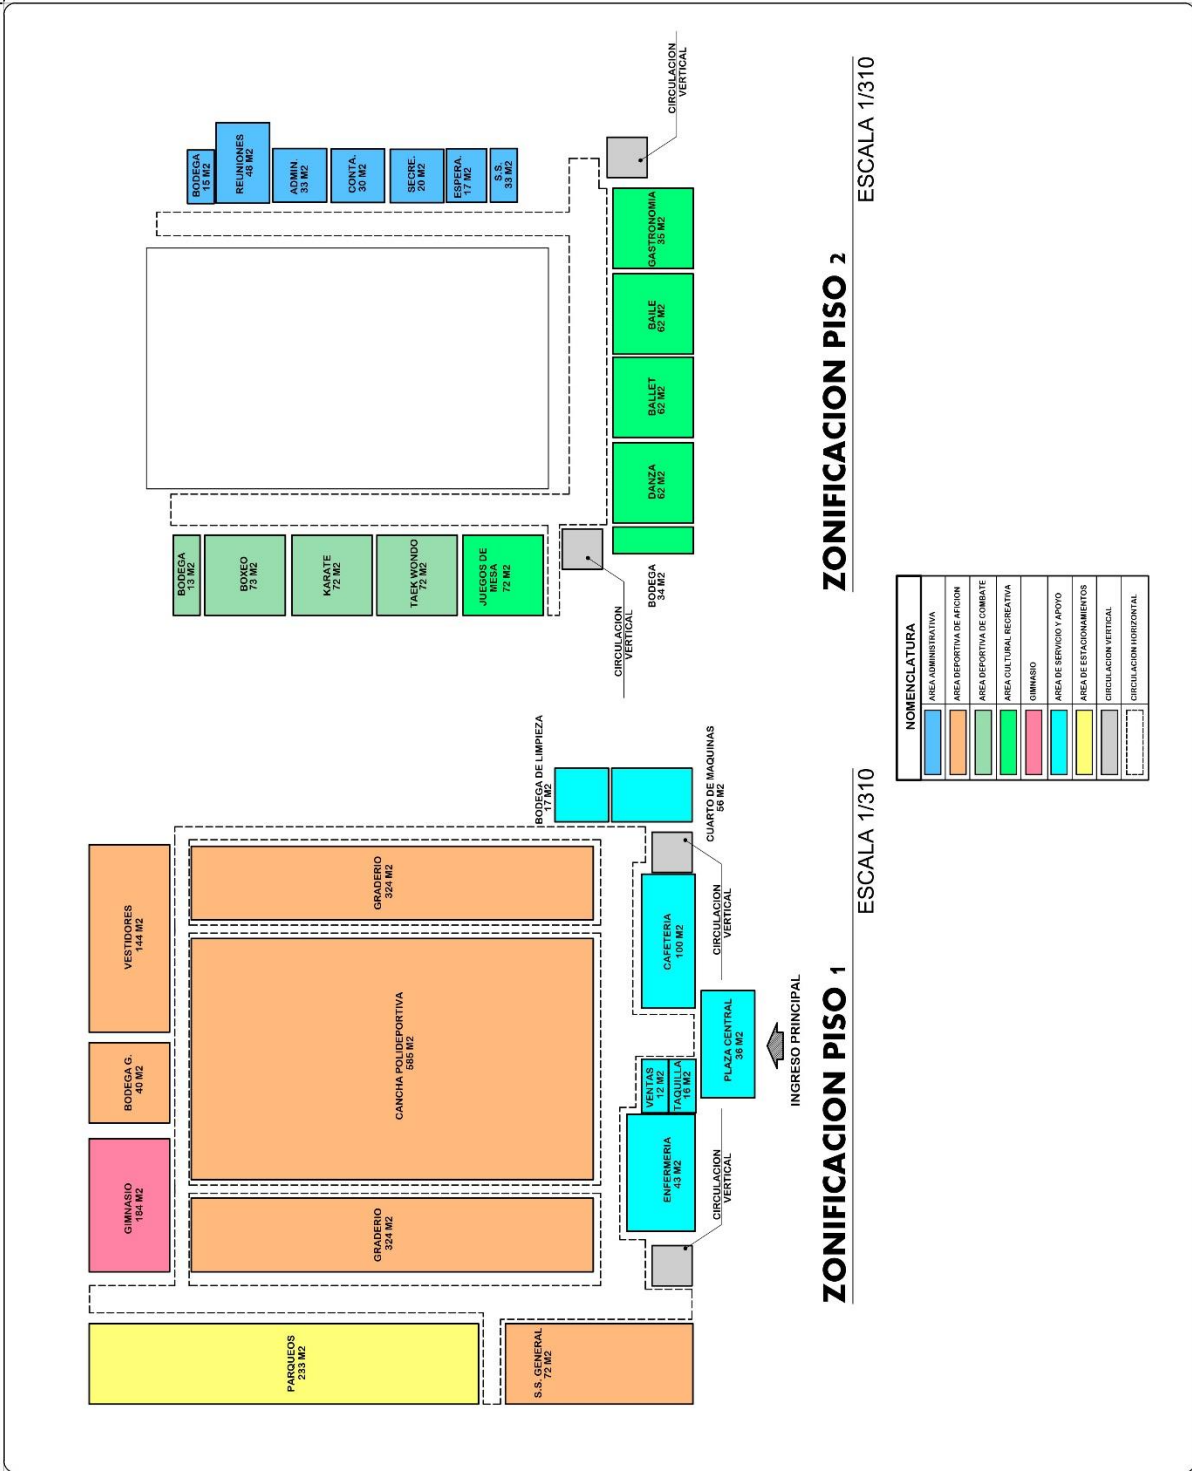 VESTIDORES
144 M2
BODEGA G.
40 M2
GIMNASIO
184 M2
PARQUEOS
233 M2
S.S. GENERAL
72 M2
GRADERIO
324 M2
CANCHA POLIDEPORTIVA
585 M2
GRADERIO
324 M2
ENFERMERIA
43 M2
VENTAS
12 M2
TAQUILLA
16 M2
CAFETERIA
100 M2
PLAZA CENTRAL
36 M2
BODEGA DE LIMPIEZA
17 M2
CUARTO DE MAQUINAS
56 M2
CIRCULACION
VERTICAL
CIRCULACION
VERTICAL
INGRESO PRINCIPAL
ZONIFICACION PISO 1
ESCALA 1/310
BODEGA
13 M2
BOXEO
73 M2
KARATE
72 M2
TAEK WONDO
72 M2
JUEGOS DE
MESA
72 M2
BODEGA
15 M2
REUNIONES
48 M2
ADMIN.
33 M2
CONTA.
30 M2
SECRE.
20 M2
ESPERA.
17 M2
S.S.
33 M2
BODEGA
34 M2
DANZA
62 M2
BALLET
62 M2
BAILE
62 M2
GASTRONOMIA
35 M2
CIRCULACION
VERTICAL
CIRCULACION
VERTICAL
ZONIFICACION PISO 2
ESCALA 1/310
NOMENCLATURA
AREA ADMINISTRATIVA
AREA DEPORTIVA DE AFICION
AREA DEPORTIVA DE COMBATE
AREA CULTURAL RECREATIVA
GIMNASIO
AREA DE SERVICIO Y APOYO
AREA DE ESTACIONAMIENTOS
CIRCULACION VERTICAL
CIRCULACION HORIZONTAL